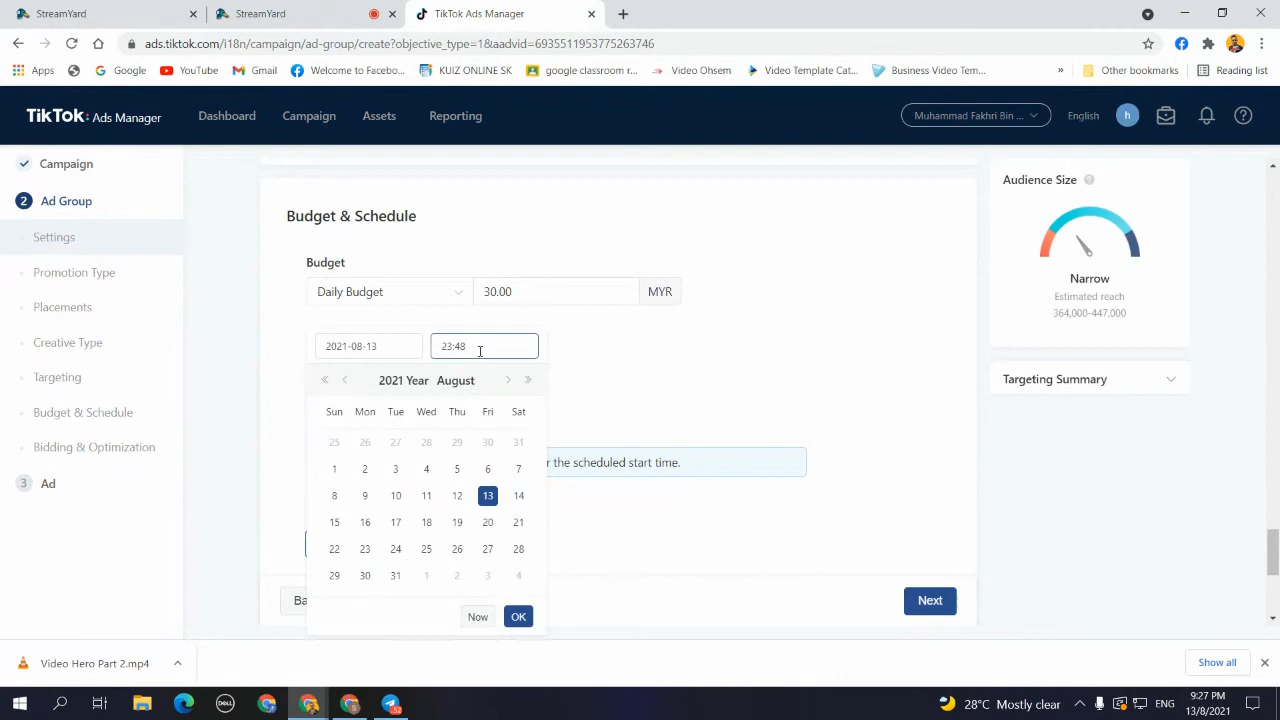 StreamYard
StreamYard
TikTok Ads Manager
ads.tiktok.com/i18n/campaign/ad-group/create?objective_type=1&aadvid=6935511953775263746
Apps
Google
YouTube
Gmail
Welcome to Facebo...
KUIZ ONLINE SK
google classroom r...
Video Ohsem
Video Template Cat...
Business Video Tem...
»
Other bookmarks
Reading list
TikTok: Ads Manager
Dashboard
Campaign
Assets
Reporting
Muhammad Fakhri Bin ...
English
h
Campaign
2 Ad Group
Settings
Promotion Type
Placements
Creative Type
Targeting
Budget & Schedule
Bidding & Optimization
3 Ad
Budget & Schedule
Budget
Daily Budget
30.00
MYR
2021-08-13
23:48
2021 Year August
Sun Mon Tue Wed Thu Fri Sat
25 26 27 28 29 30 31
1 2 3 4 5 6 7
8 9 10 11 12 13 14
15 16 17 18 19 20 21
22 23 24 25 26 27 28
29 30 31 1 2 3 4
Now
OK
r the scheduled start time.
Ba
Next
Audience Size
Narrow
Estimated reach
364,000-447,000
Targeting Summary
Video Hero Part 2.mp4
Show all
28°C Mostly clear
ENG
9:27 PM
13/8/2021